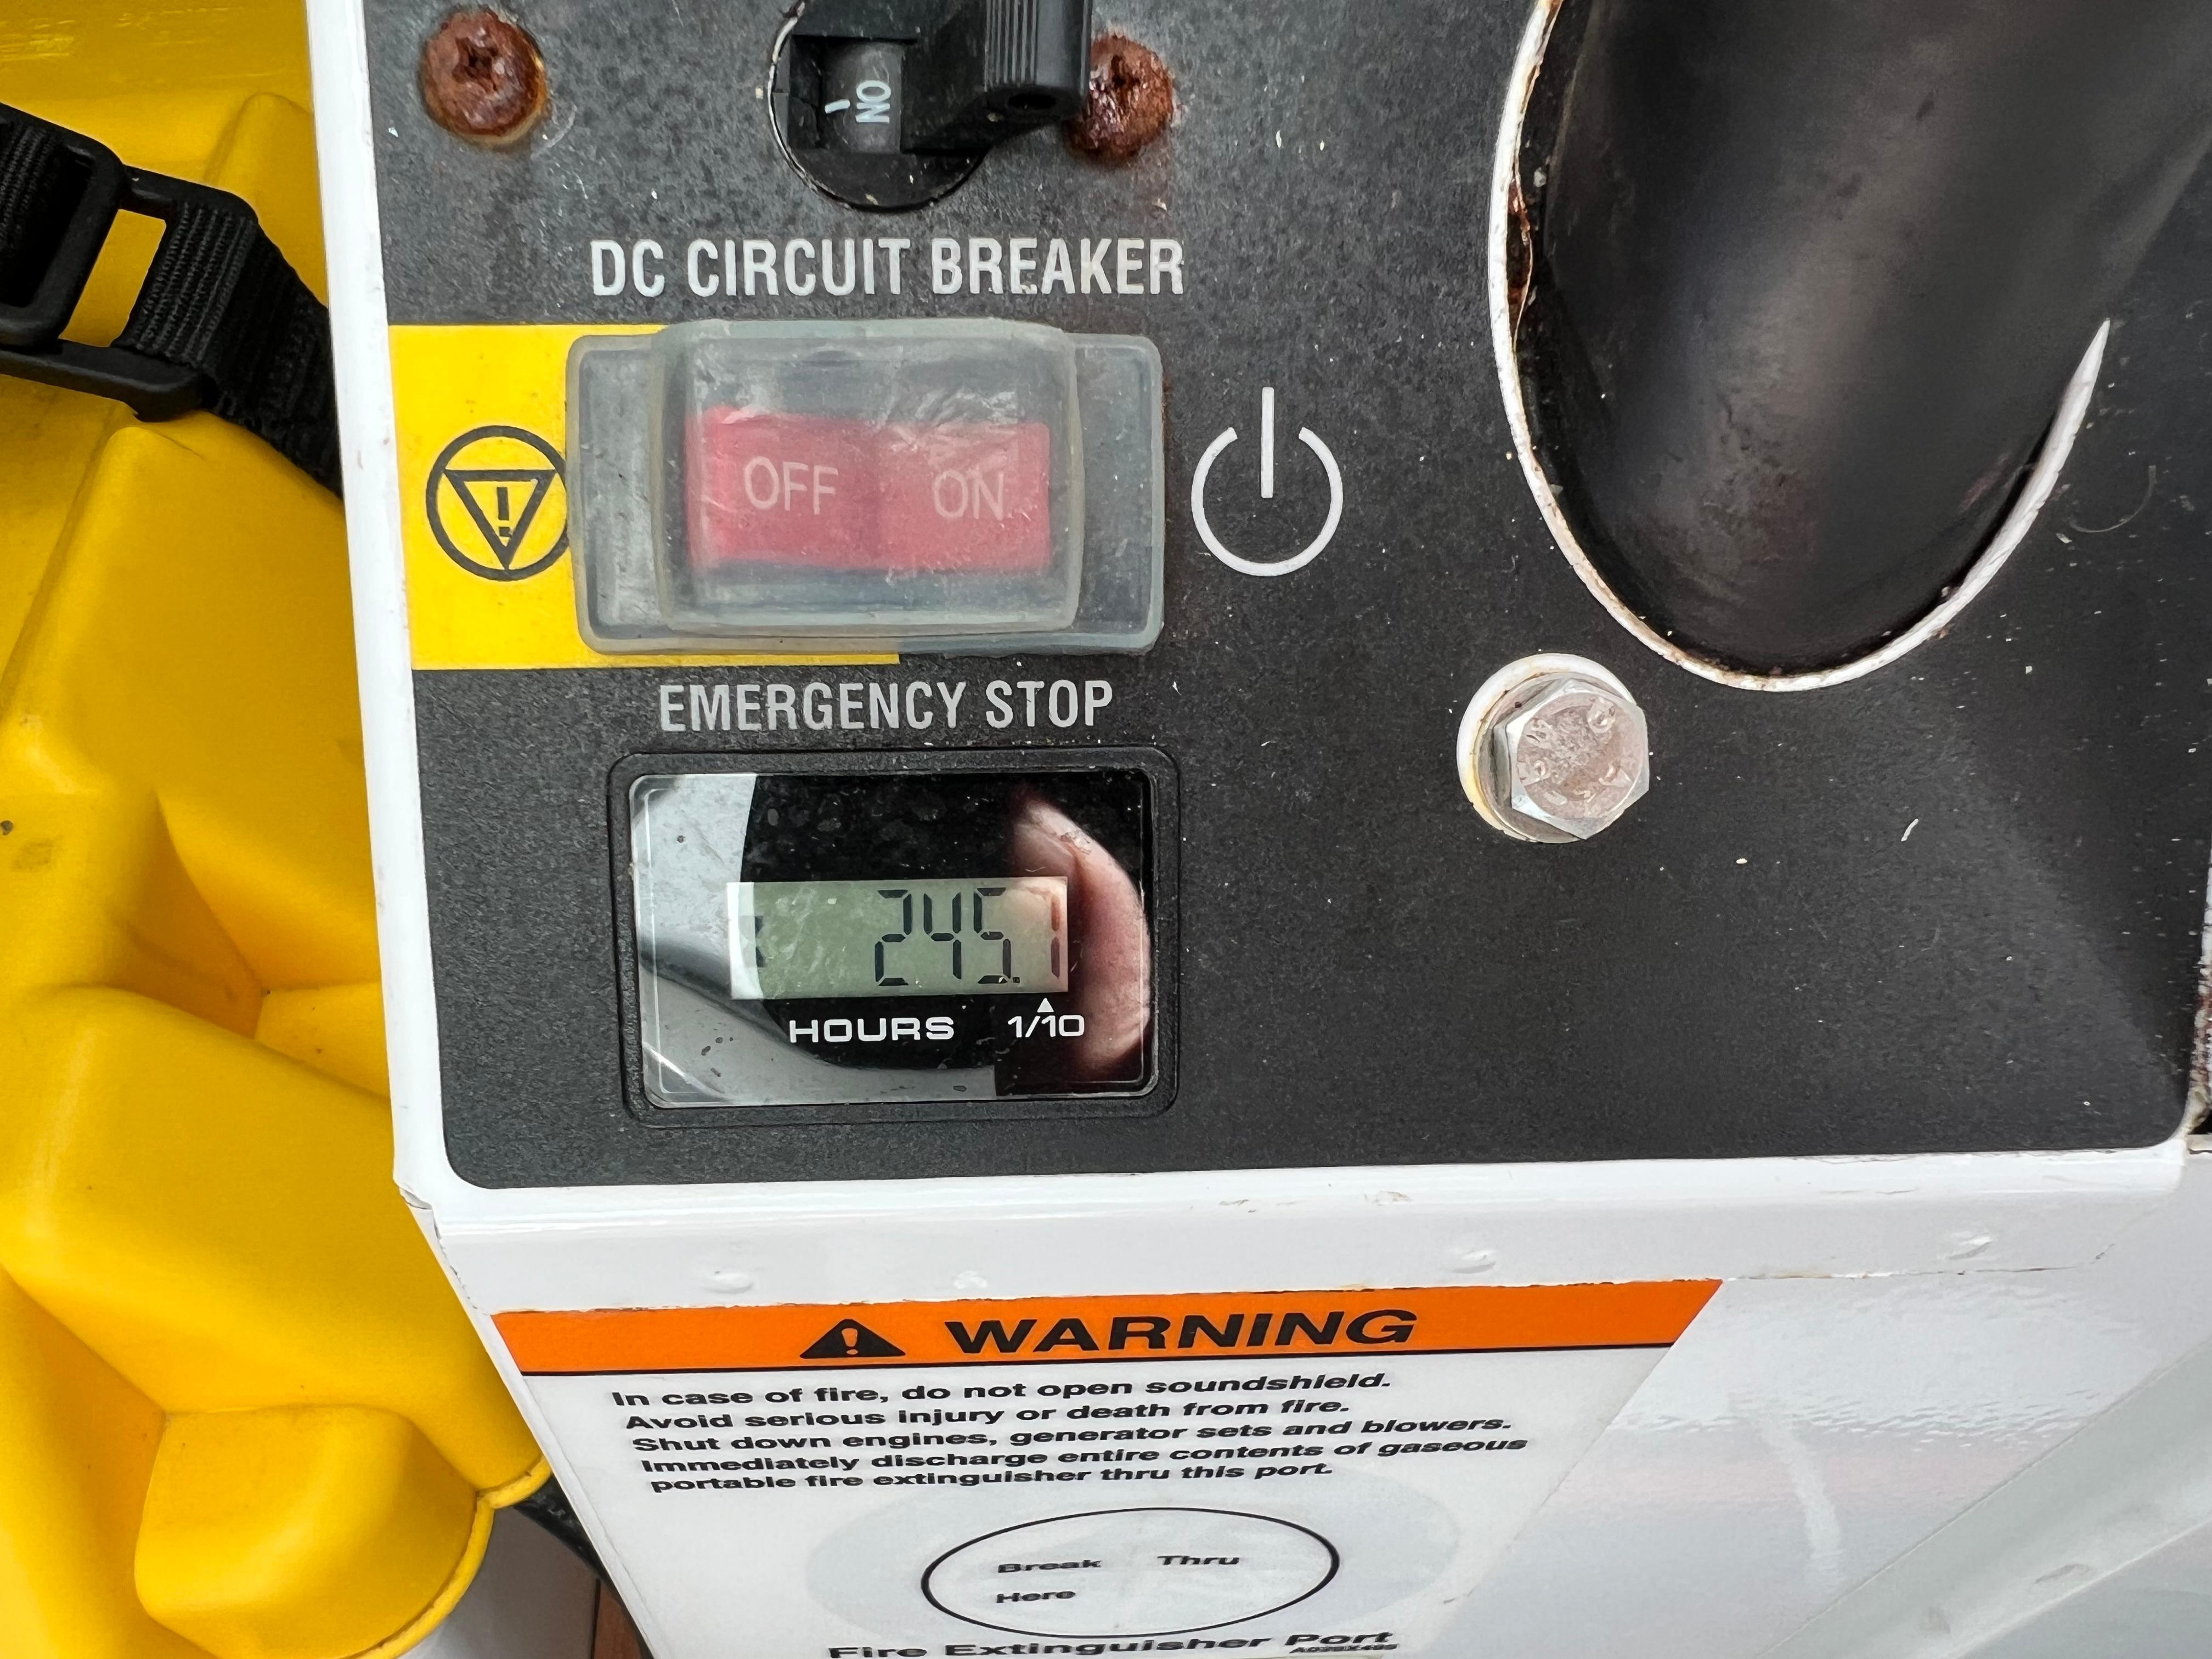 ON
DC CIRCUIT BREAKER
OFF ON
EMERGENCY STOP
245.1
HOURS 1/10
WARNING
In case of fire, do not open soundshield.
Avoid serious injury or death from fire.
Shut down engines, generator sets and blowers.
Immediately discharge entire contents of gaseous
portable fire extinguisher thru this port.
Break Thru
Here
Fire Extinguisher Port